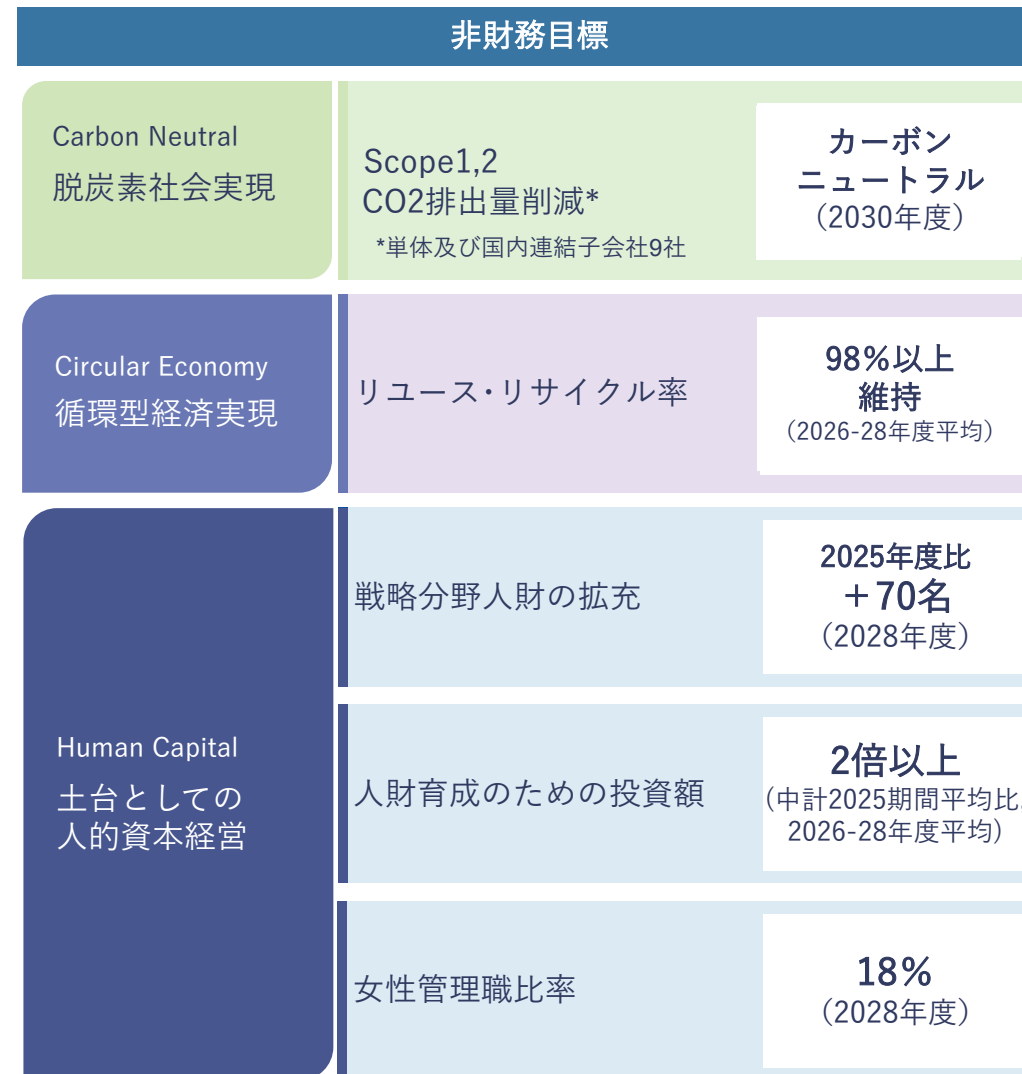 非財務目標
Carbon Neutral
脱炭素社会実現
Scope1,2
CO2排出量削減*
*単体及び国内連結子会社9社
カーボン
ニュートラル
（2030年度）
Circular Economy
循環型経済実現
リユース・リサイクル率
98%以上
維持
（2026-28年度平均）
Human Capital
土台としての
人的資本経営
戦略分野人財の拡充
2025年度比
＋70名
（2028年度）
人財育成のための投資額
2倍以上
(中計2025期間平均比、
2026-28年度平均)
女性管理職比率
18%
（2028年度）